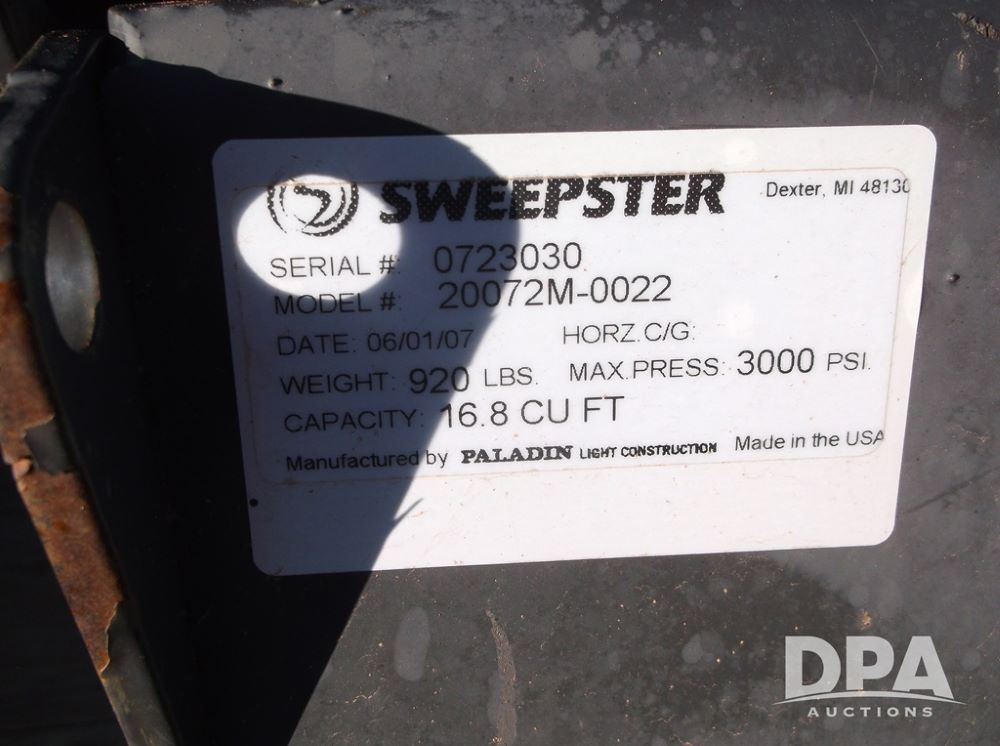 SWEEPSTER Dexter, MI 48130
SERIAL #: 0723030
MODEL #: 20072M-0022
DATE: 06/01/07 HORZ.C/G:
WEIGHT: 920 LBS. MAX.PRESS: 3000 PSI.
CAPACITY: 16.8 CU FT
Manufactured by PALADIN LIGHT CONSTRUCTION Made in the USA
DPA
AUCTIONS